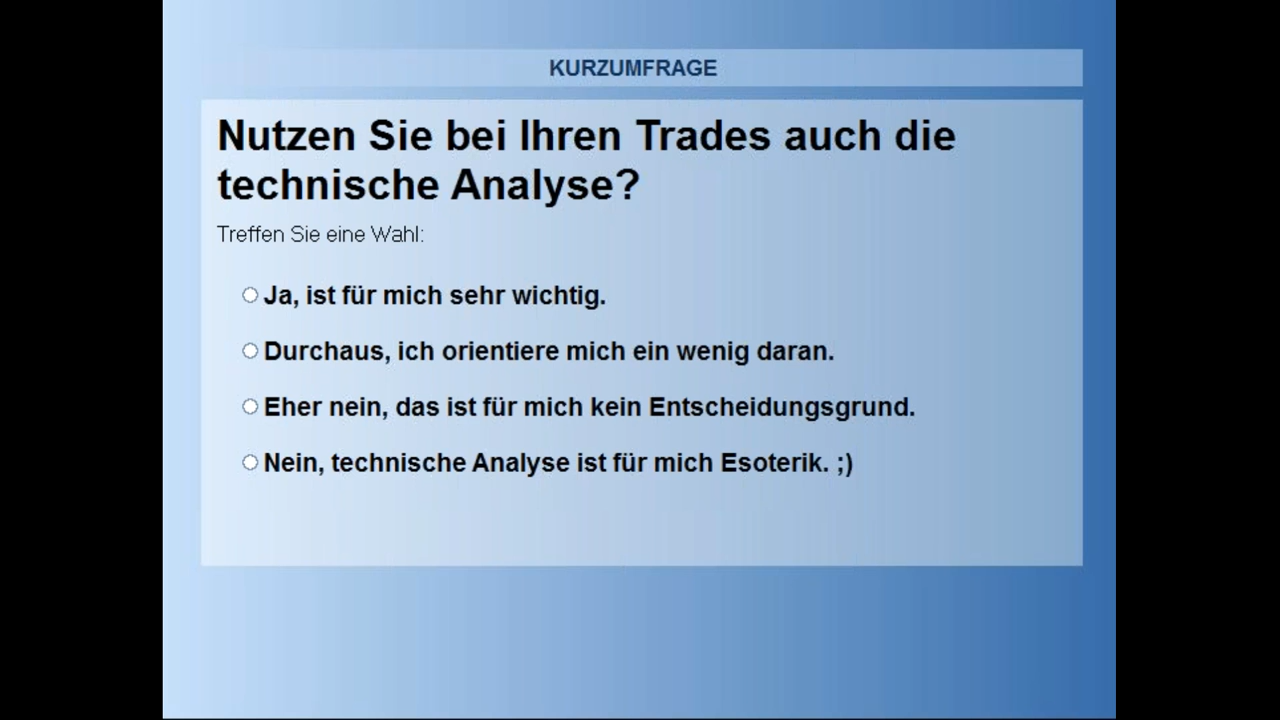 KURZUMFRAGE
Nutzen Sie bei Ihren Trades auch die
technische Analyse?
Treffen Sie eine Wahl:
Ja, ist für mich sehr wichtig.
Durchaus, ich orientiere mich ein wenig daran.
Eher nein, das ist für mich kein Entscheidungsgrund.
Nein, technische Analyse ist für mich Esoterik. ;)